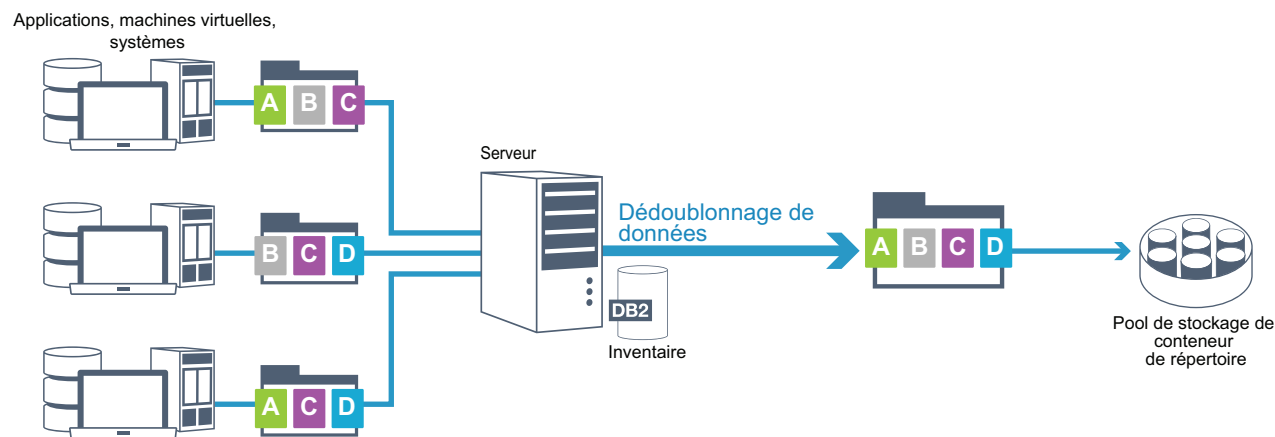 Applications, machines virtuelles,
systèmes
A B C
Serveur
Dédoublonnage de
données
B C D
A B C D
DB2
Inventaire
Pool de stockage de
conteneur
de répertoire
A C D